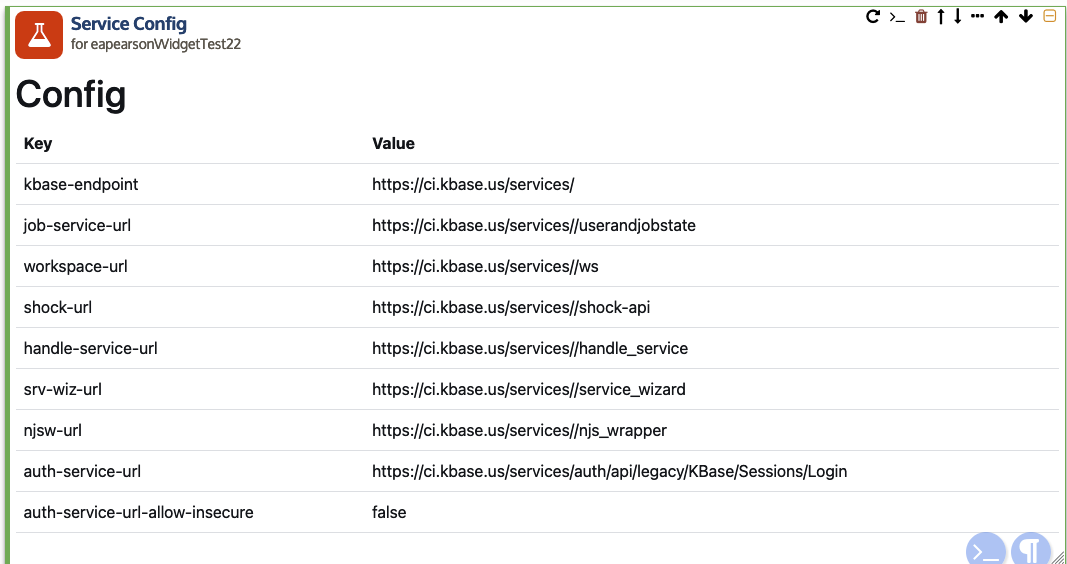 Service Config
for eapearsonWidgetTest22
Config
Key Value
kbase-endpoint https://ci.kbase.us/services/
job-service-url https://ci.kbase.us/services//userandjobstate
workspace-url https://ci.kbase.us/services//ws
shock-url https://ci.kbase.us/services//shock-api
handle-service-url https://ci.kbase.us/services//handle_service
srv-wiz-url https://ci.kbase.us/services//service_wizard
njsw-url https://ci.kbase.us/services//njs_wrapper
auth-service-url https://ci.kbase.us/services/auth/api/legacy/KBase/Sessions/Login
auth-service-url-allow-insecure false